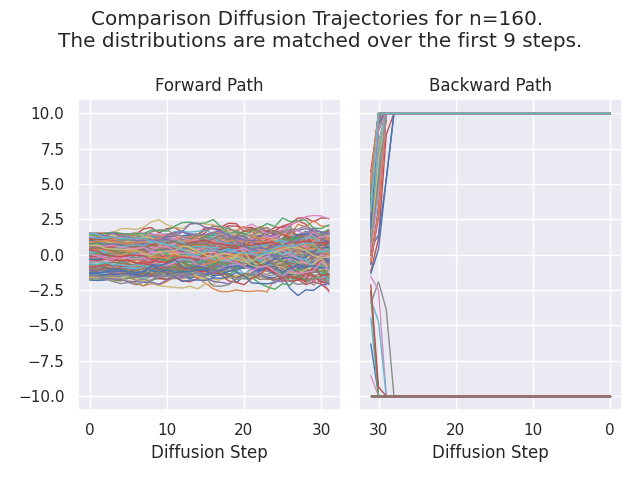 Comparison Diffusion Trajectories for n=160.
The distributions are matched over the first 9 steps.
Forward Path
Backward Path
10.0
7.5
5.0
2.5
0.0
−2.5
−5.0
−7.5
−10.0
0 10 20 30
30 20 10 0
Diffusion Step
Diffusion Step